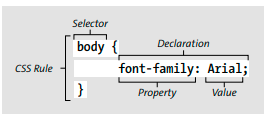 Selector
body {
Declaration
CSS Rule
font-family: Arial;
}
Property Value